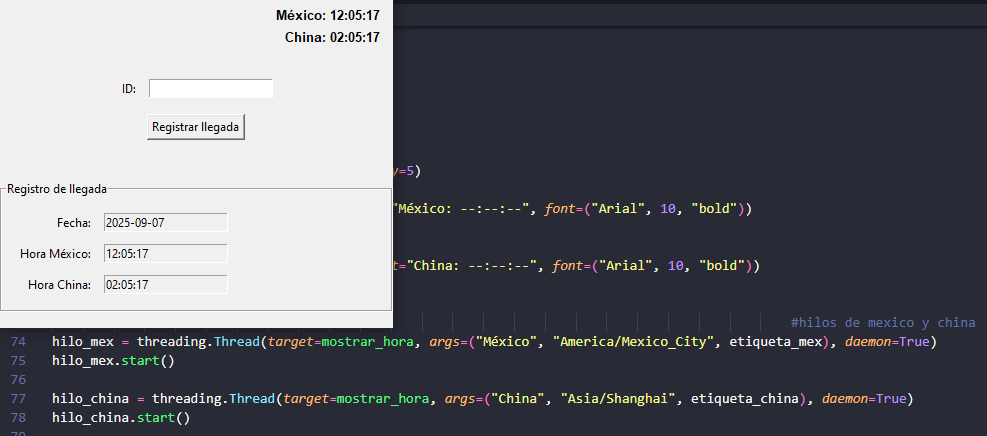 México: 12:05:17
China: 02:05:17
ID:
Registrar llegada
Registro de llegada
Fecha: 2025-09-07
Hora México: 12:05:17
Hora China: 02:05:17
y=5)
"México: --:--:--", font=("Arial", 10, "bold"))
t="China: --:--:--", font=("Arial", 10, "bold"))
#hilos de mexico y china
74 hilo_mex = threading.Thread(target=mostrar_hora, args=("México", "America/Mexico_City", etiqueta_mex), daemon=True)
75 hilo_mex.start()
76
77 hilo_china = threading.Thread(target=mostrar_hora, args=("China", "Asia/Shanghai", etiqueta_china), daemon=True)
78 hilo_china.start()